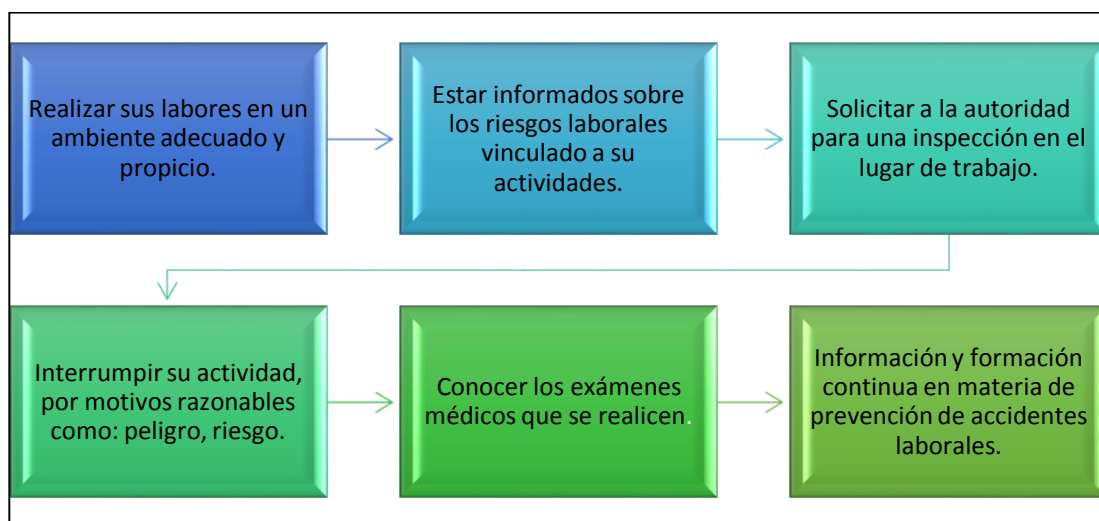 Realizar sus labores en un
ambiente adecuado y
propicio.
Estar informados sobre
los riesgos laborales
vinculado a su
actividades.
Solicitar a la autoridad
para una inspección en el
lugar de trabajo.
Interrumpir su actividad,
por motivos razonables
como: peligro, riesgo.
Conocer los exámenes
médicos que se realicen.
Información y formación
continua en materia de
prevención de accidentes
laborales.